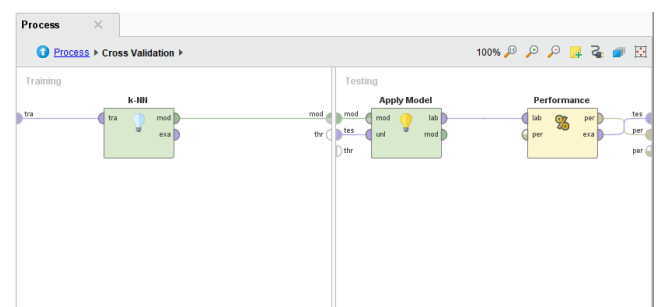 Process
Process ▸ Cross Validation ▸
100%
Training
Testing
k-NN
Apply Model
Performance
tra
tra
mod
exa
mod
thr
mod
tes
thr
mod
unl
lab
mod
lab
per
%
per
exa
tes
per
per